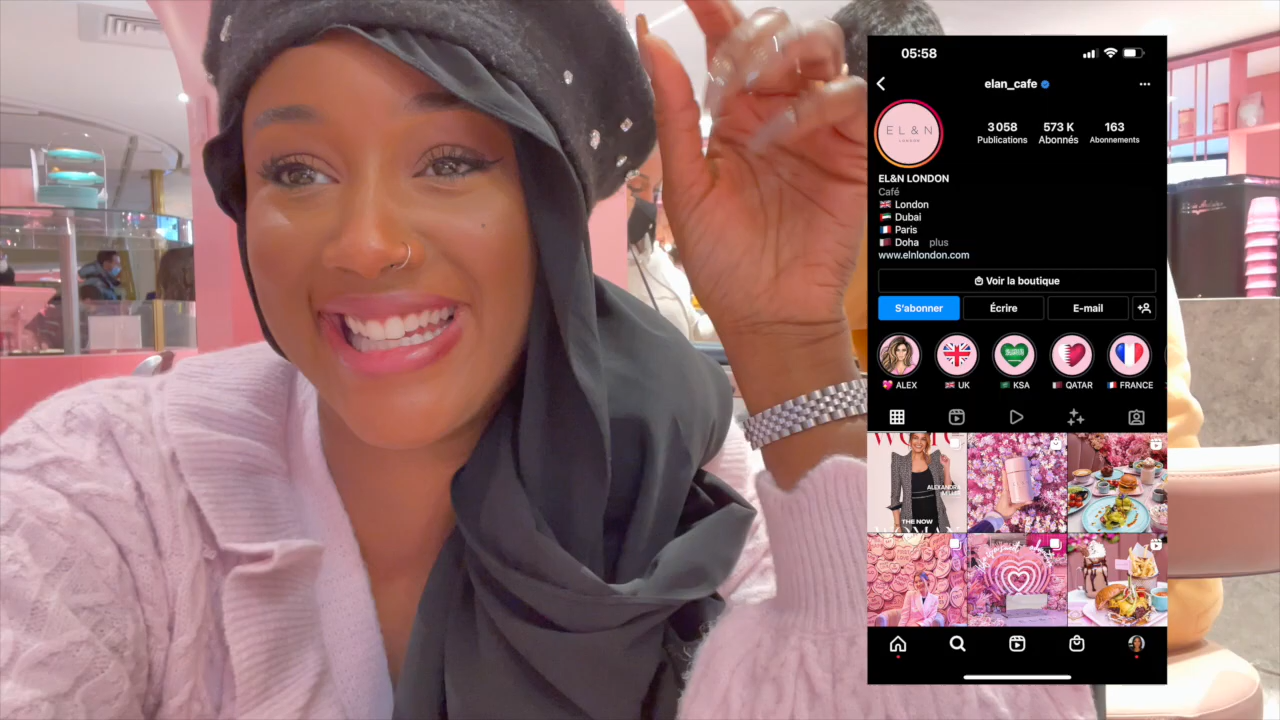 05:58
elan_cafe
EL & N
LONDON
3 058
573 K
163
Publications
Abonnés
Abonnements
EL&N LONDON
Café
🇬🇧 London
🇦🇪 Dubai
🇫🇷 Paris
🇶🇦 Doha plus
www.elnlondon.com
Voir la boutique
S'abonner
Écrire
E-mail
💖 ALEX
🇬🇧 UK
🇸🇦 KSA
🇶🇦 QATAR
🇫🇷 FRANCE
ALEXANDRA
THE NOW
WOMAN